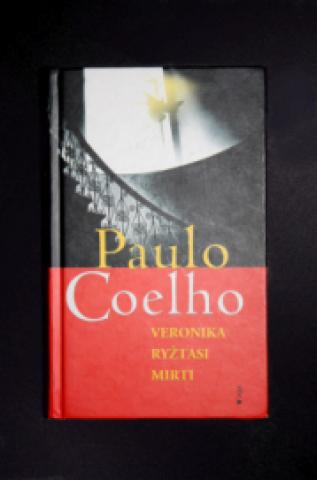 Paulo
Coelho
VERONIKA
RYŽTASI
MIRTI